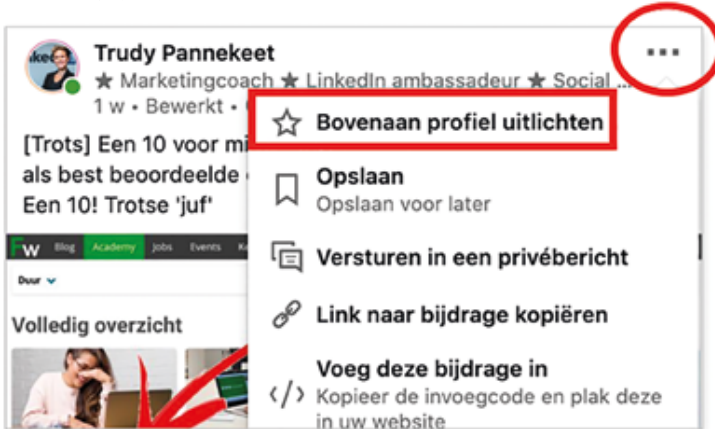 Trudy Pannekeet
★ Marketingcoach ★ LinkedIn ambassadeur ★ Social ...
1 w • Bewerkt •
[Trots] Een 10 voor mi
als best beoordeelde
Een 10! Trotse 'juf'
Bovenaan profiel uitlichten
Opslaan
Opslaan voor later
Versturen in een privébericht
Link naar bijdrage kopiëren
Voeg deze bijdrage in
Kopieer de invoegcode en plak deze
in uw website
Fw Blog Academy Jobs Events Ke
Duur
Volledig overzicht